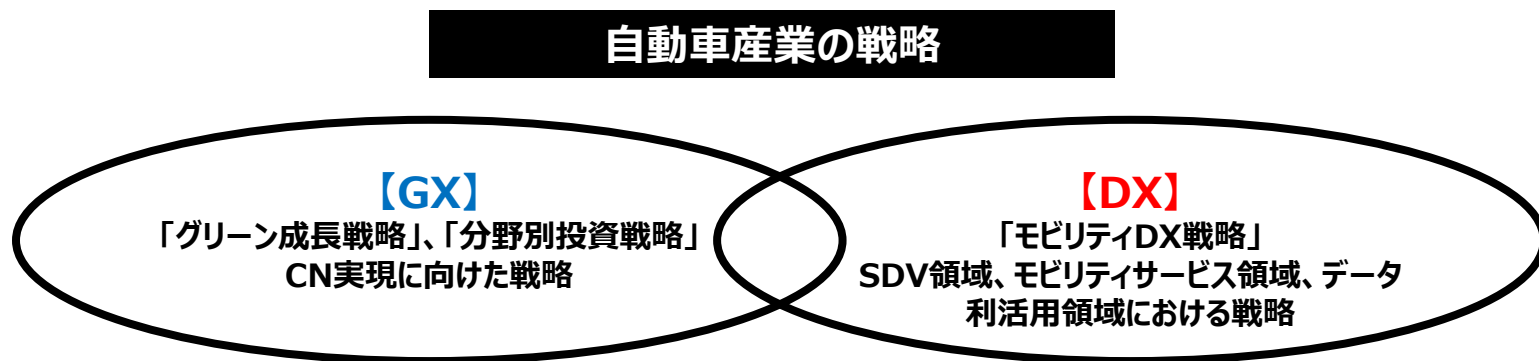 自動車産業の戦略
【GX】
「グリーン成長戦略」、「分野別投資戦略」
CN実現に向けた戦略
【DX】
「モビリティDX戦略」
SDV領域、モビリティサービス領域、データ
利活用領域における戦略